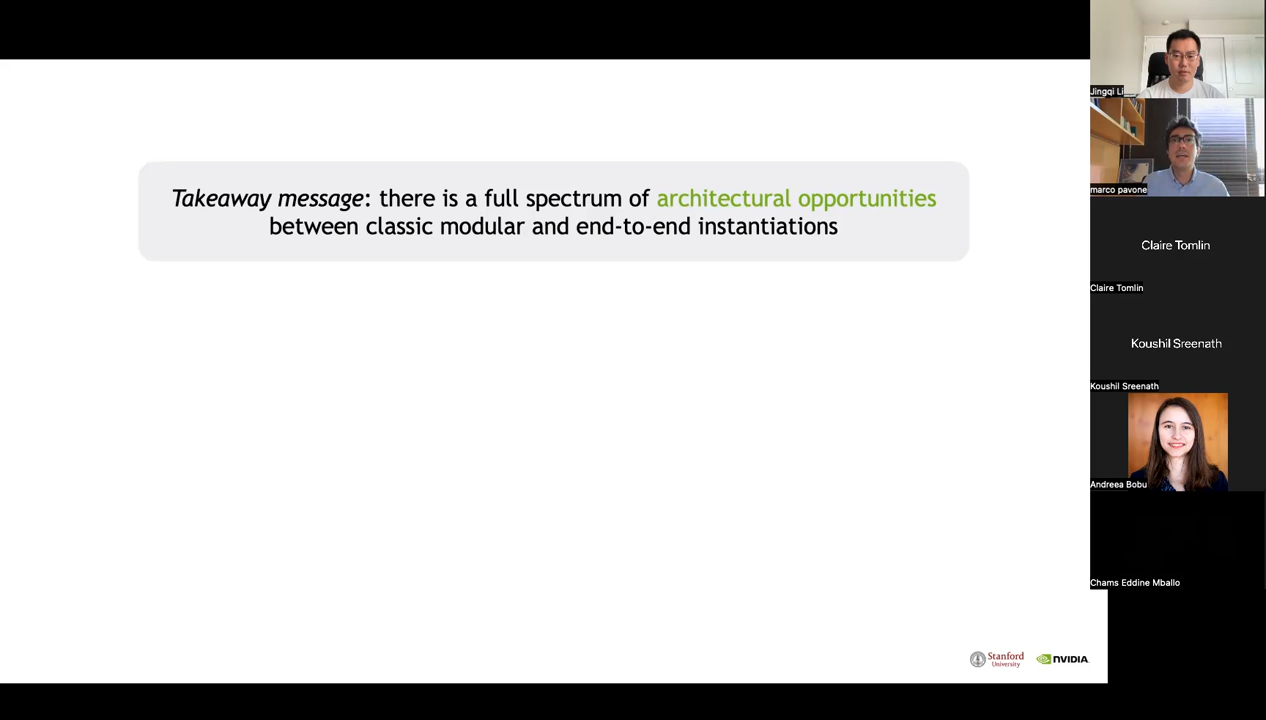 Takeaway message: there is a full spectrum of architectural opportunities
between classic modular and end-to-end instantiations
Stanford
University
NVIDIA
Jingqi Li
marco pavone
Claire Tomlin
Claire Tomlin
Koushil Sreenath
Koushil Sreenath
Andreea Bobu
Chams Eddine Mballo